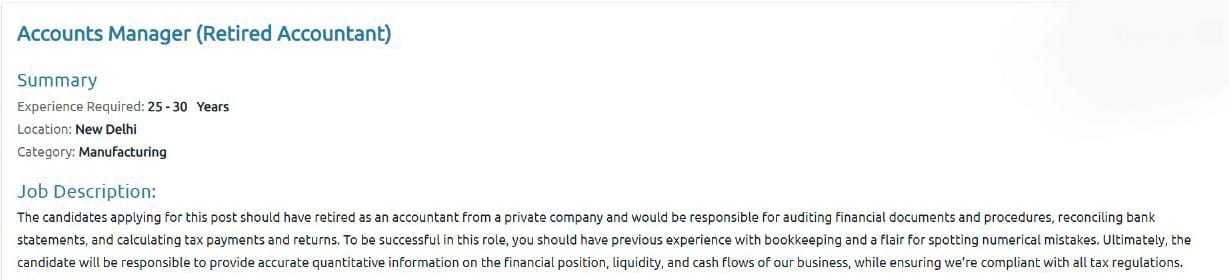 Accounts Manager (Retired Accountant)
Summary
Experience Required: 25 - 30 Years
Location: New Delhi
Category: Manufacturing
Job Description:
The candidates applying for this post should have retired as an accountant from a private company and would be responsible for auditing financial documents and procedures, reconciling bank
statements, and calculating tax payments and returns. To be successful in this role, you should have previous experience with bookkeeping and a flair for spotting numerical mistakes. Ultimately, the
candidate will be responsible to provide accurate quantitative information on the financial position, liquidity, and cash flows of our business, while ensuring we're compliant with all tax regulations.